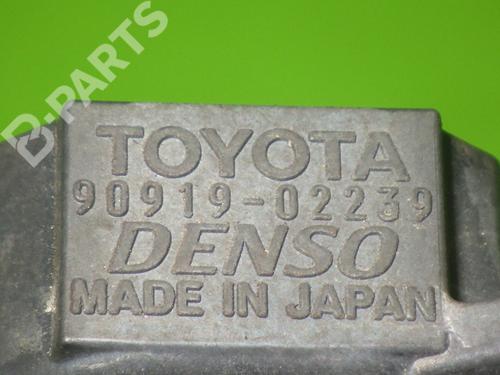 B-PARTS
TOYOTA
90919-02239
DENSO
MADE IN JAPAN